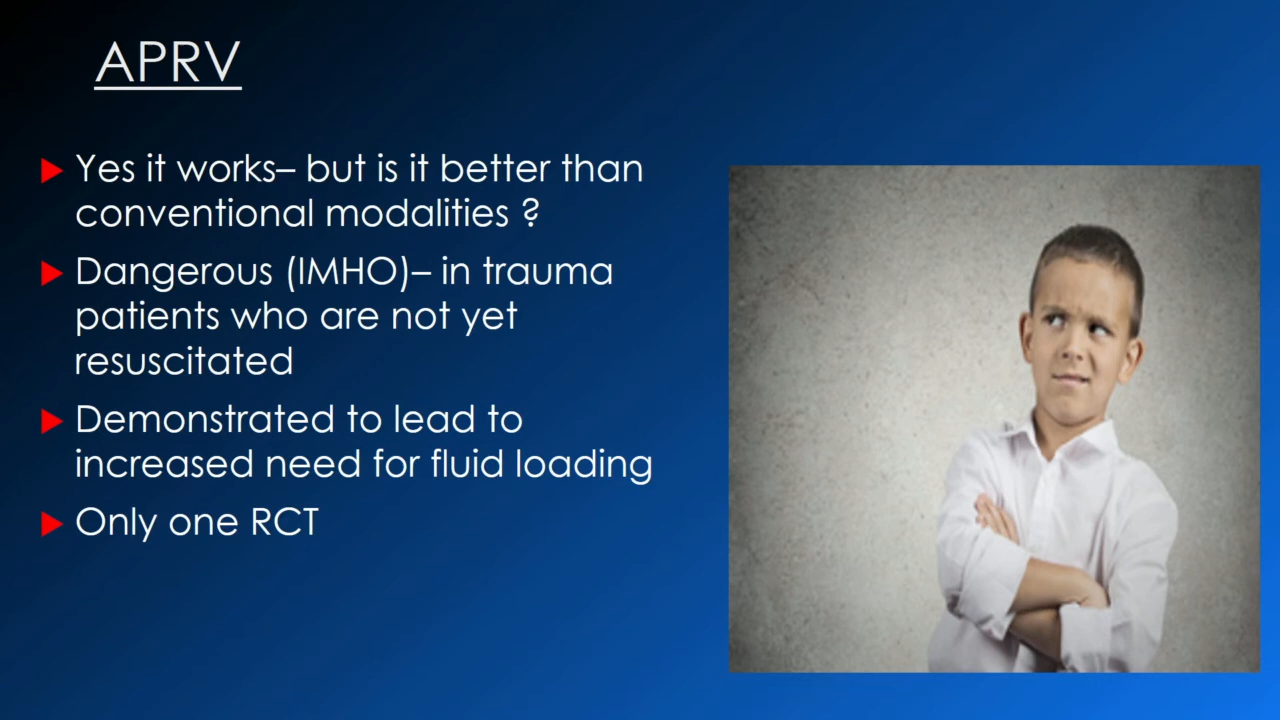 APRV
Yes it works– but is it better than
conventional modalities ?
Dangerous (IMHO)– in trauma
patients who are not yet
resuscitated
Demonstrated to lead to
increased need for fluid loading
Only one RCT